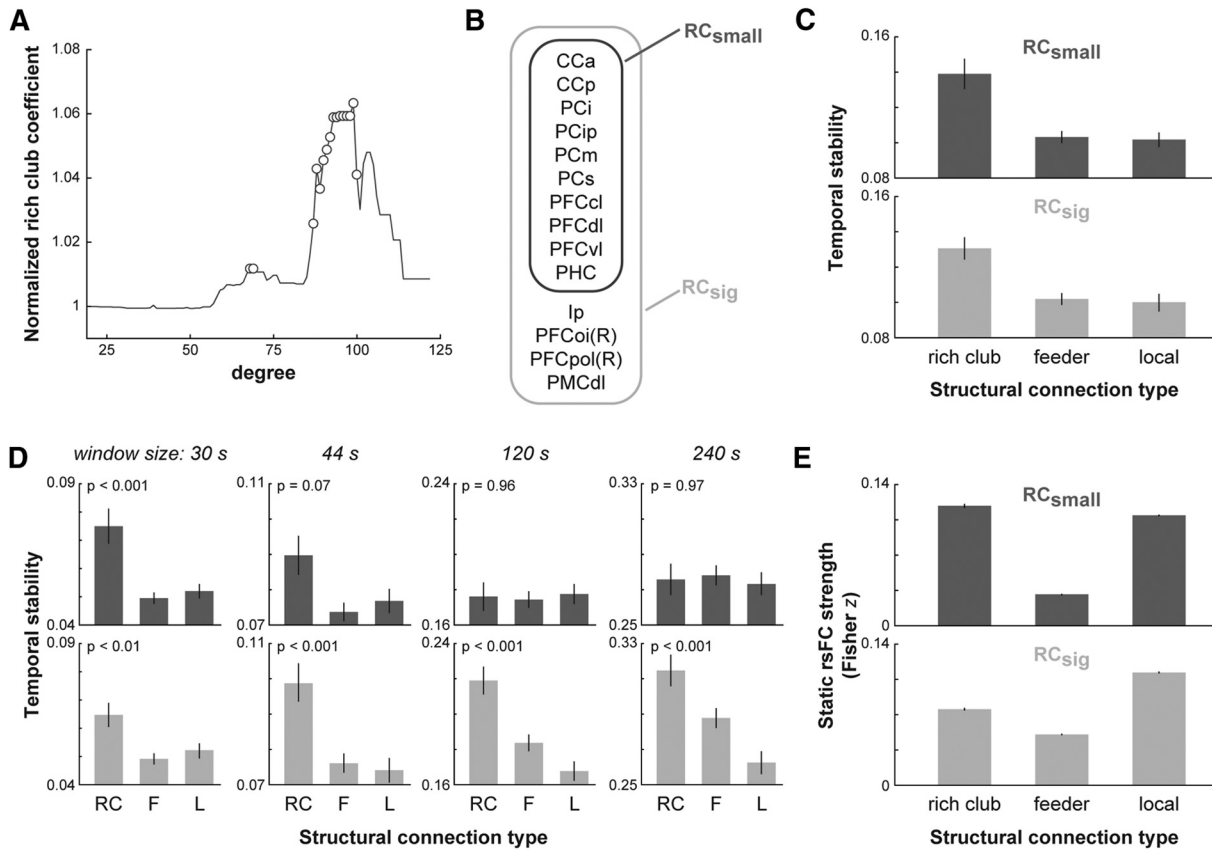 A
1.08
1.06
1.04
1.02
1
25
50
75
100
125
Normalized rich club coefficient
degree
B
RCsmall
CCa
CCp
PCi
PCip
PCm
PCs
PFCcl
PFCdl
PFCvl
PHC
RCsig
Ip
PFCoi(R)
PFCpol(R)
PMCdl
C
0.16
RCsmall
0.08
0.16
RCsig
0.08
Temporal stability
rich club feeder local
Structural connection type
D
window size: 30 s
44 s
120 s
240 s
0.09
p < 0.001
0.04
0.11
p = 0.07
0.07
0.24
p = 0.96
0.16
0.33
p = 0.97
0.25
Temporal stability
0.09
p < 0.01
0.04
0.11
p <0.001
0.07
0.24
p <0.001
0.16
0.33
p <0.001
0.25
RC F L
RC F L
RC F L
RC F L
Structural connection type
E
0.14
RCsmall
0
0.14
RCsig
0
Static rsFC strength
(Fisher z)
rich club feeder local
Structural connection type